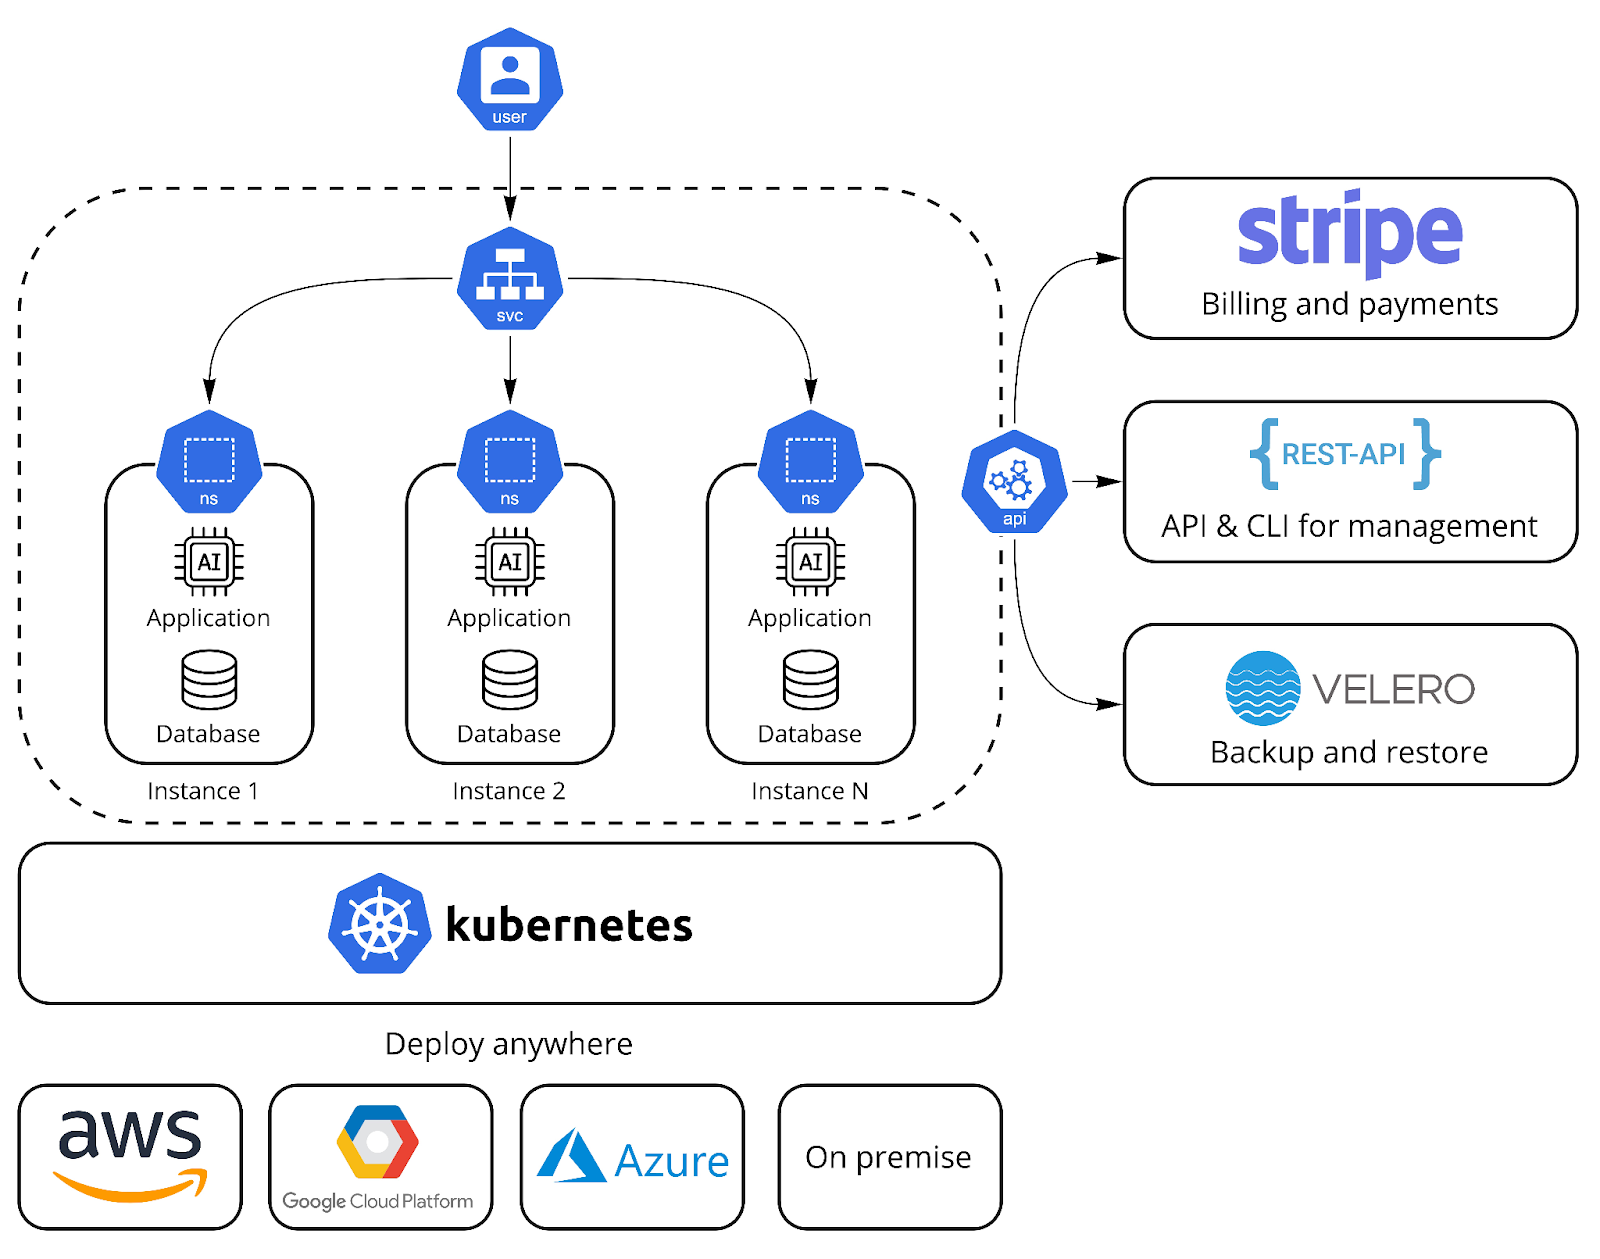 user
svc
ns
ns
ns
AI
AI
AI
Application
Application
Application
Database
Database
Database
Instance 1
Instance 2
Instance N
api
stripe
Billing and payments
{REST-API}
API & CLI for management
VELERO
Backup and restore
kubernetes
Deploy anywhere
aws
Google Cloud Platform
Azure
On premise